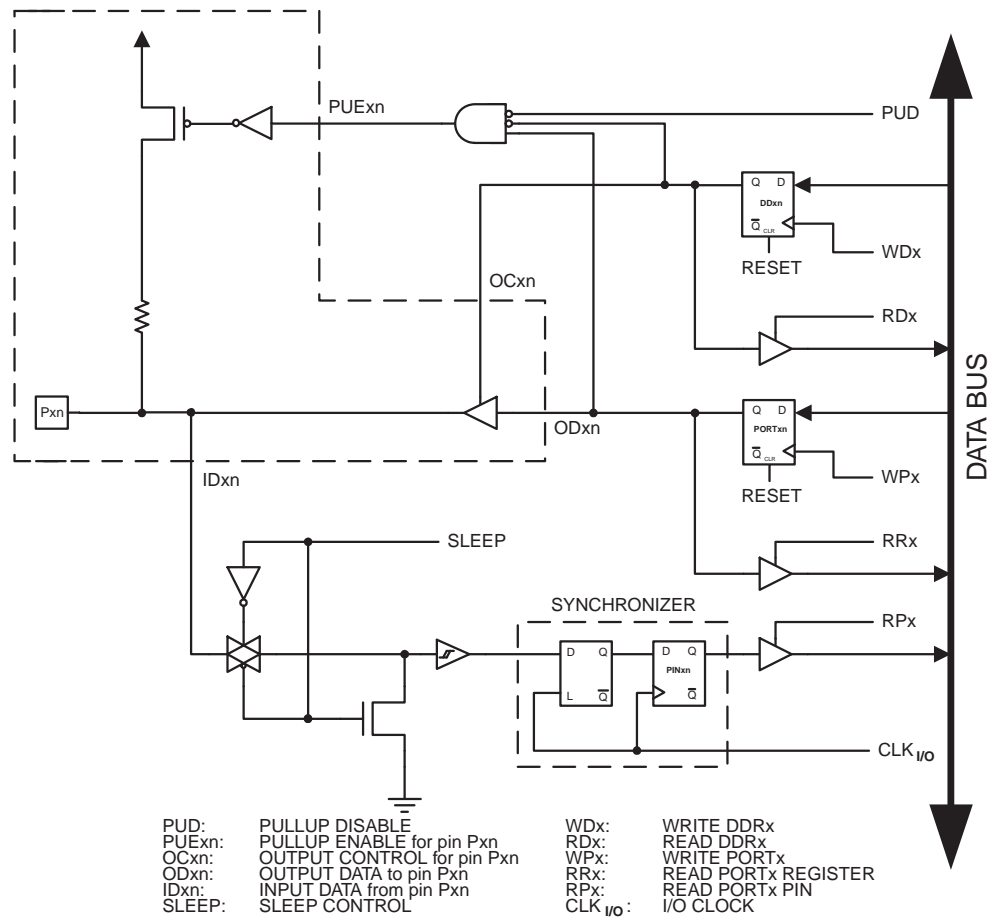 PUExn
PUD
Q D
DDxn
Q CLR
RESET
WDx
OCxn
RDx
Pxn
ODxn
Q D
PORTxn
Q CLR
RESET
WPx
IDxn
SLEEP
RRx
SYNCHRONIZER
RPx
D Q
L Q
D Q
PINxn
Q
CLK I/O
DATA BUS
PUD: PULLUP DISABLE
PUExn: PULLUP ENABLE for pin Pxn
OCxn: OUTPUT CONTROL for pin Pxn
ODxn: OUTPUT DATA to pin Pxn
IDxn: INPUT DATA from pin Pxn
SLEEP: SLEEP CONTROL
WDx: WRITE DDRx
RDx: READ DDRx
WPx: WRITE PORTx
RRx: READ PORTx REGISTER
RPx: READ PORTx PIN
CLK I/O : I/O CLOCK